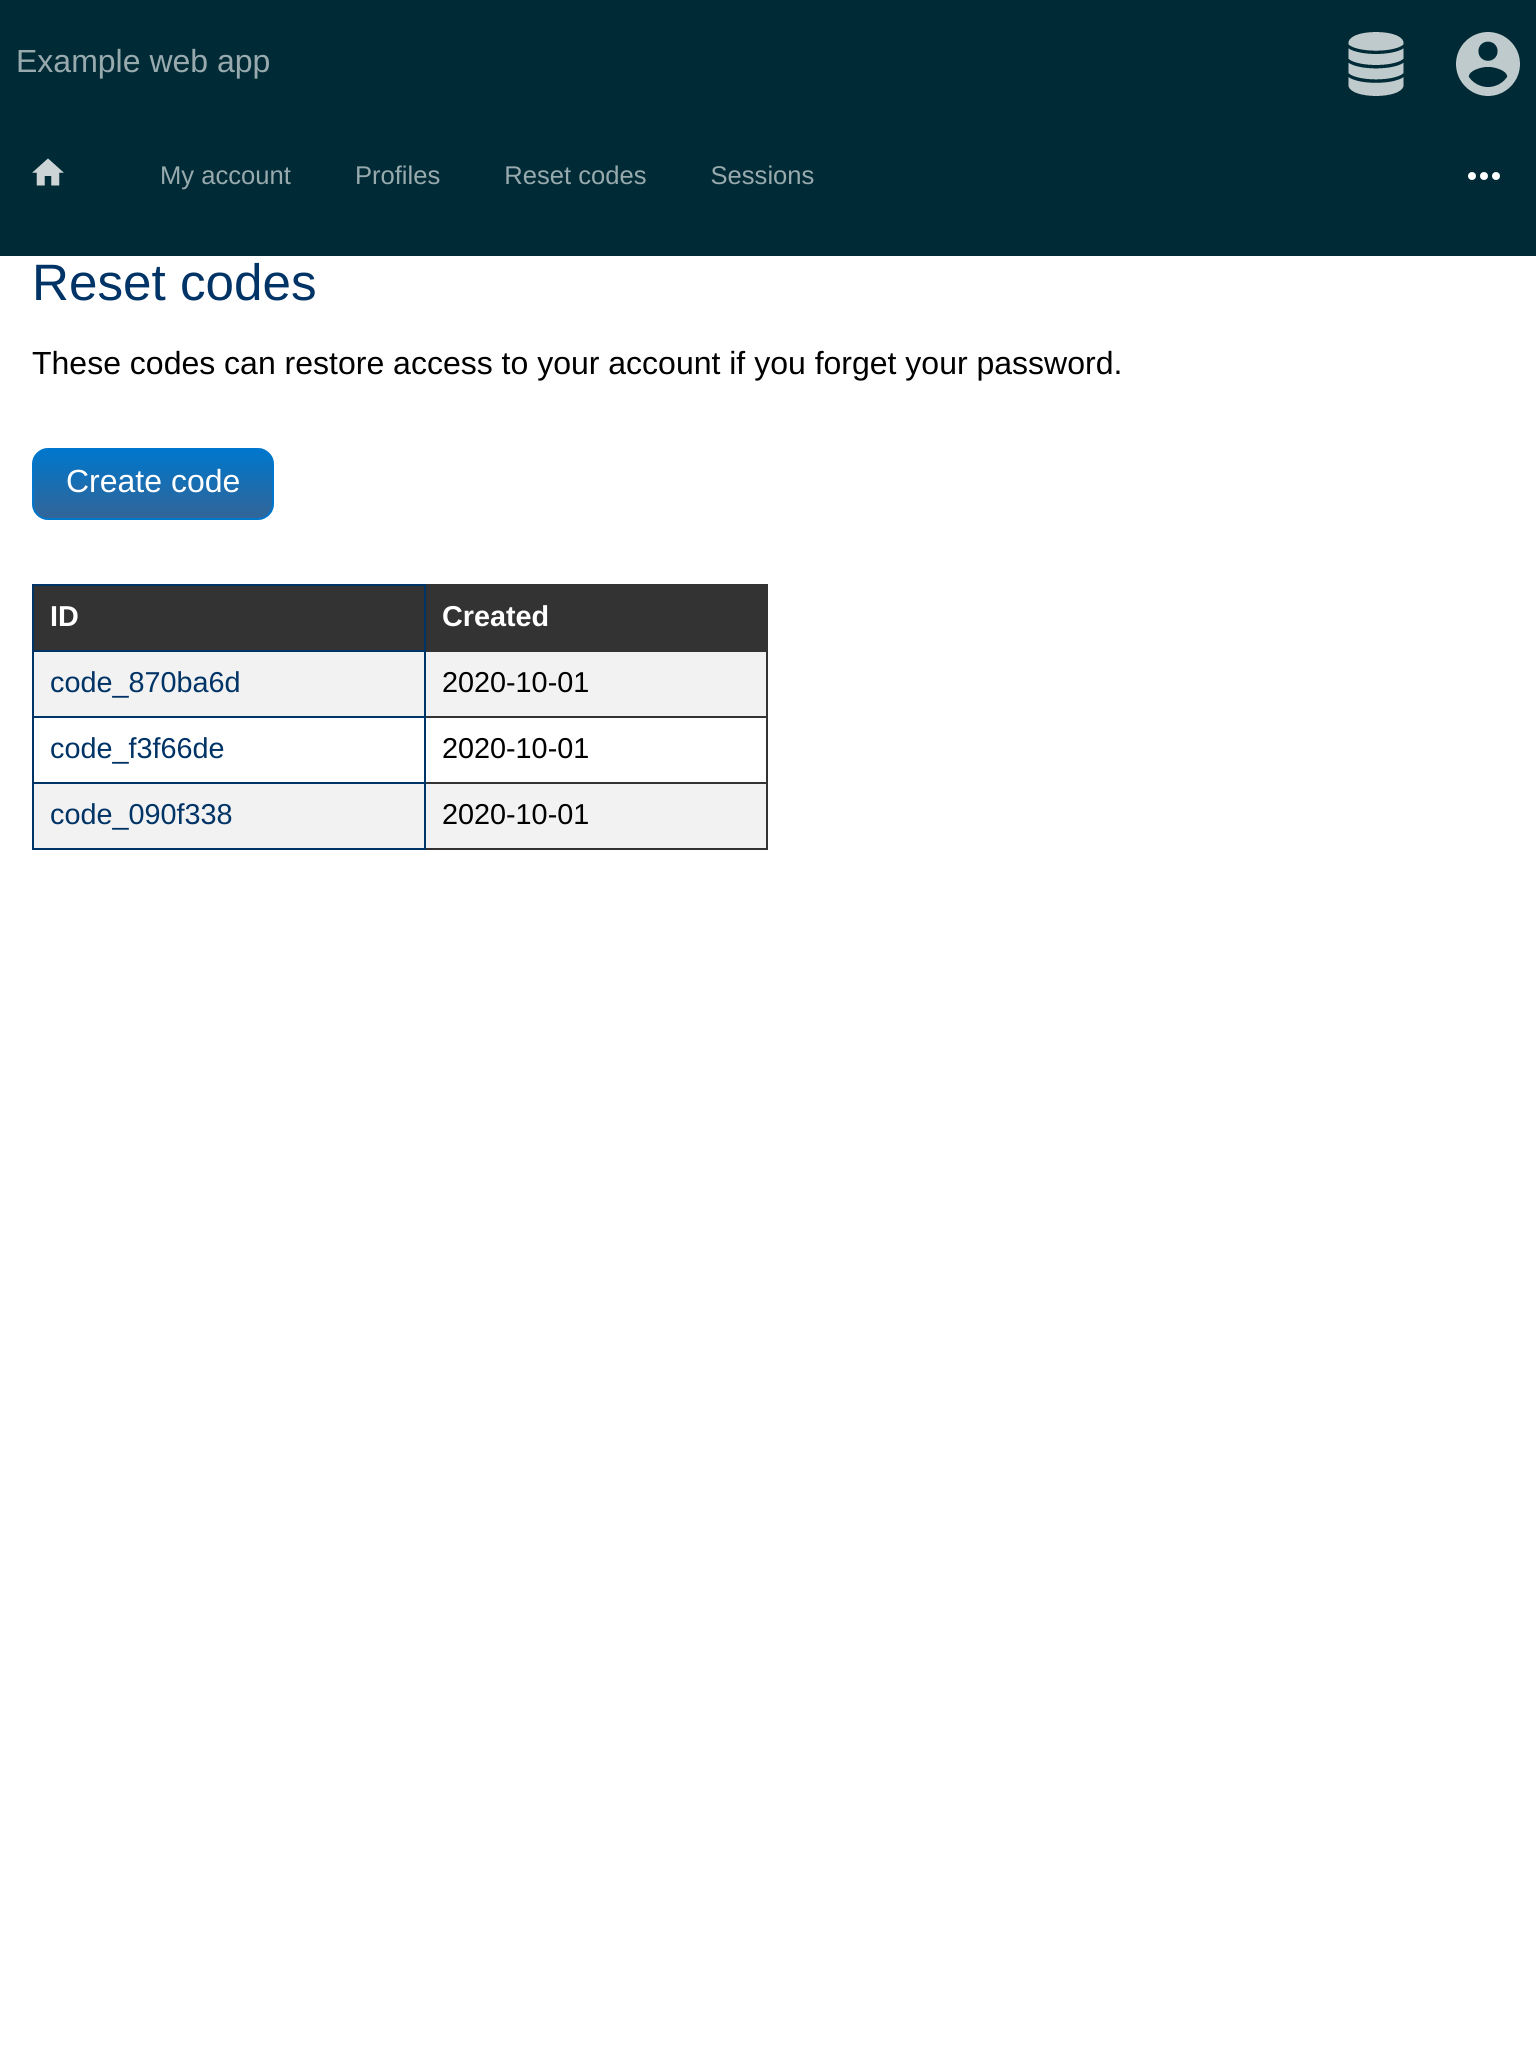 Example web app
My account Profiles Reset codes Sessions
Reset codes
These codes can restore access to your account if you forget your password.
Create code
ID Created
code_870ba6d 2020-10-01
code_f3f66de 2020-10-01
code_090f338 2020-10-01